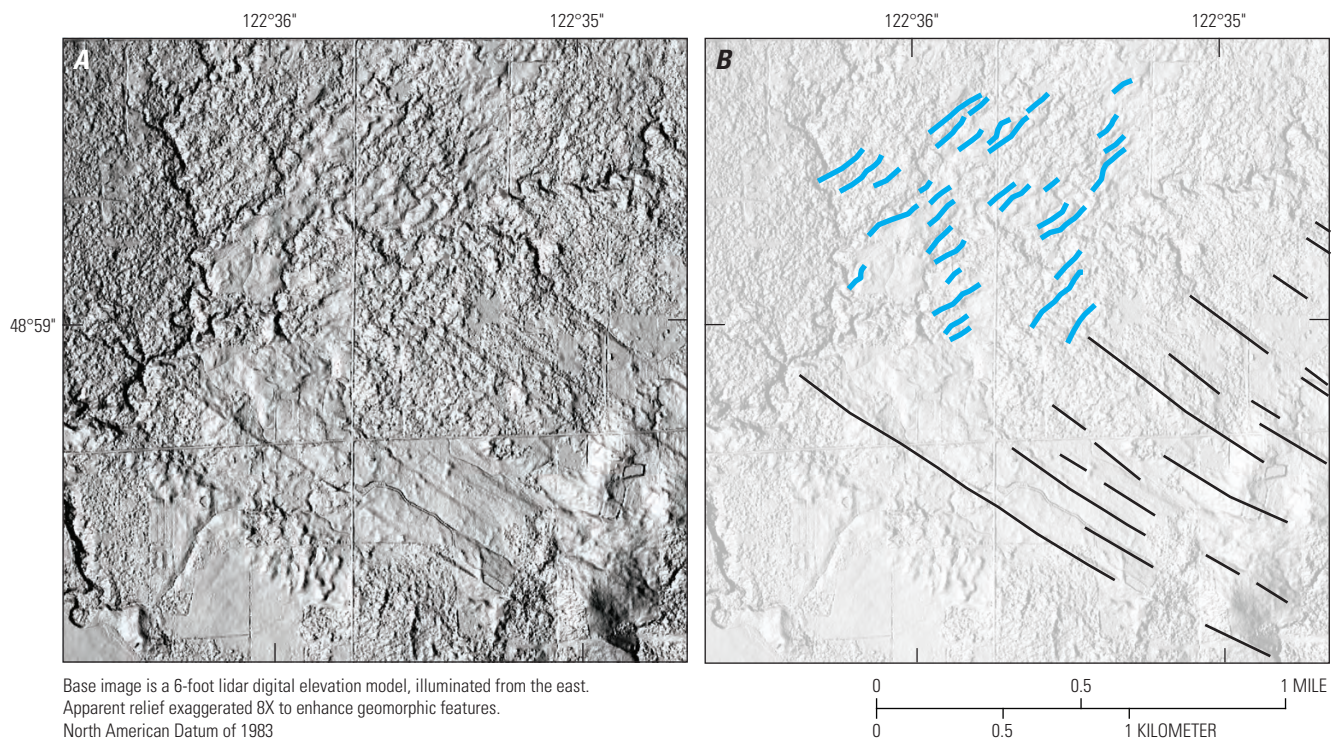 122°36" 122°35" 122°36" 122°35"
A B
48°59"
Base image is a 6-foot lidar digital elevation model, illuminated from the east.
Apparent relief exaggerated 8X to enhance geomorphic features.
North American Datum of 1983
0 0.5 1 MILE
0 0.5 1 KILOMETER